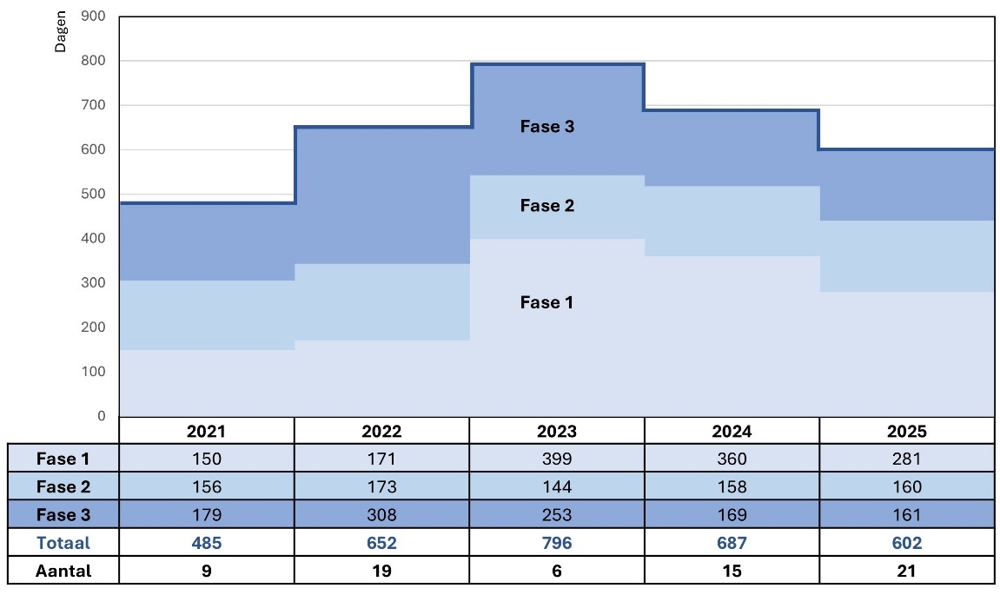 Dagen
900
800
700
600
500
400
300
200
100
0
Fase 3
Fase 2
Fase 1
2021 2022 2023 2024 2025
Fase 1 150 171 399 360 281
Fase 2 156 173 144 158 160
Fase 3 179 308 253 169 161
Totaal 485 652 796 687 602
Aantal 9 19 6 15 21